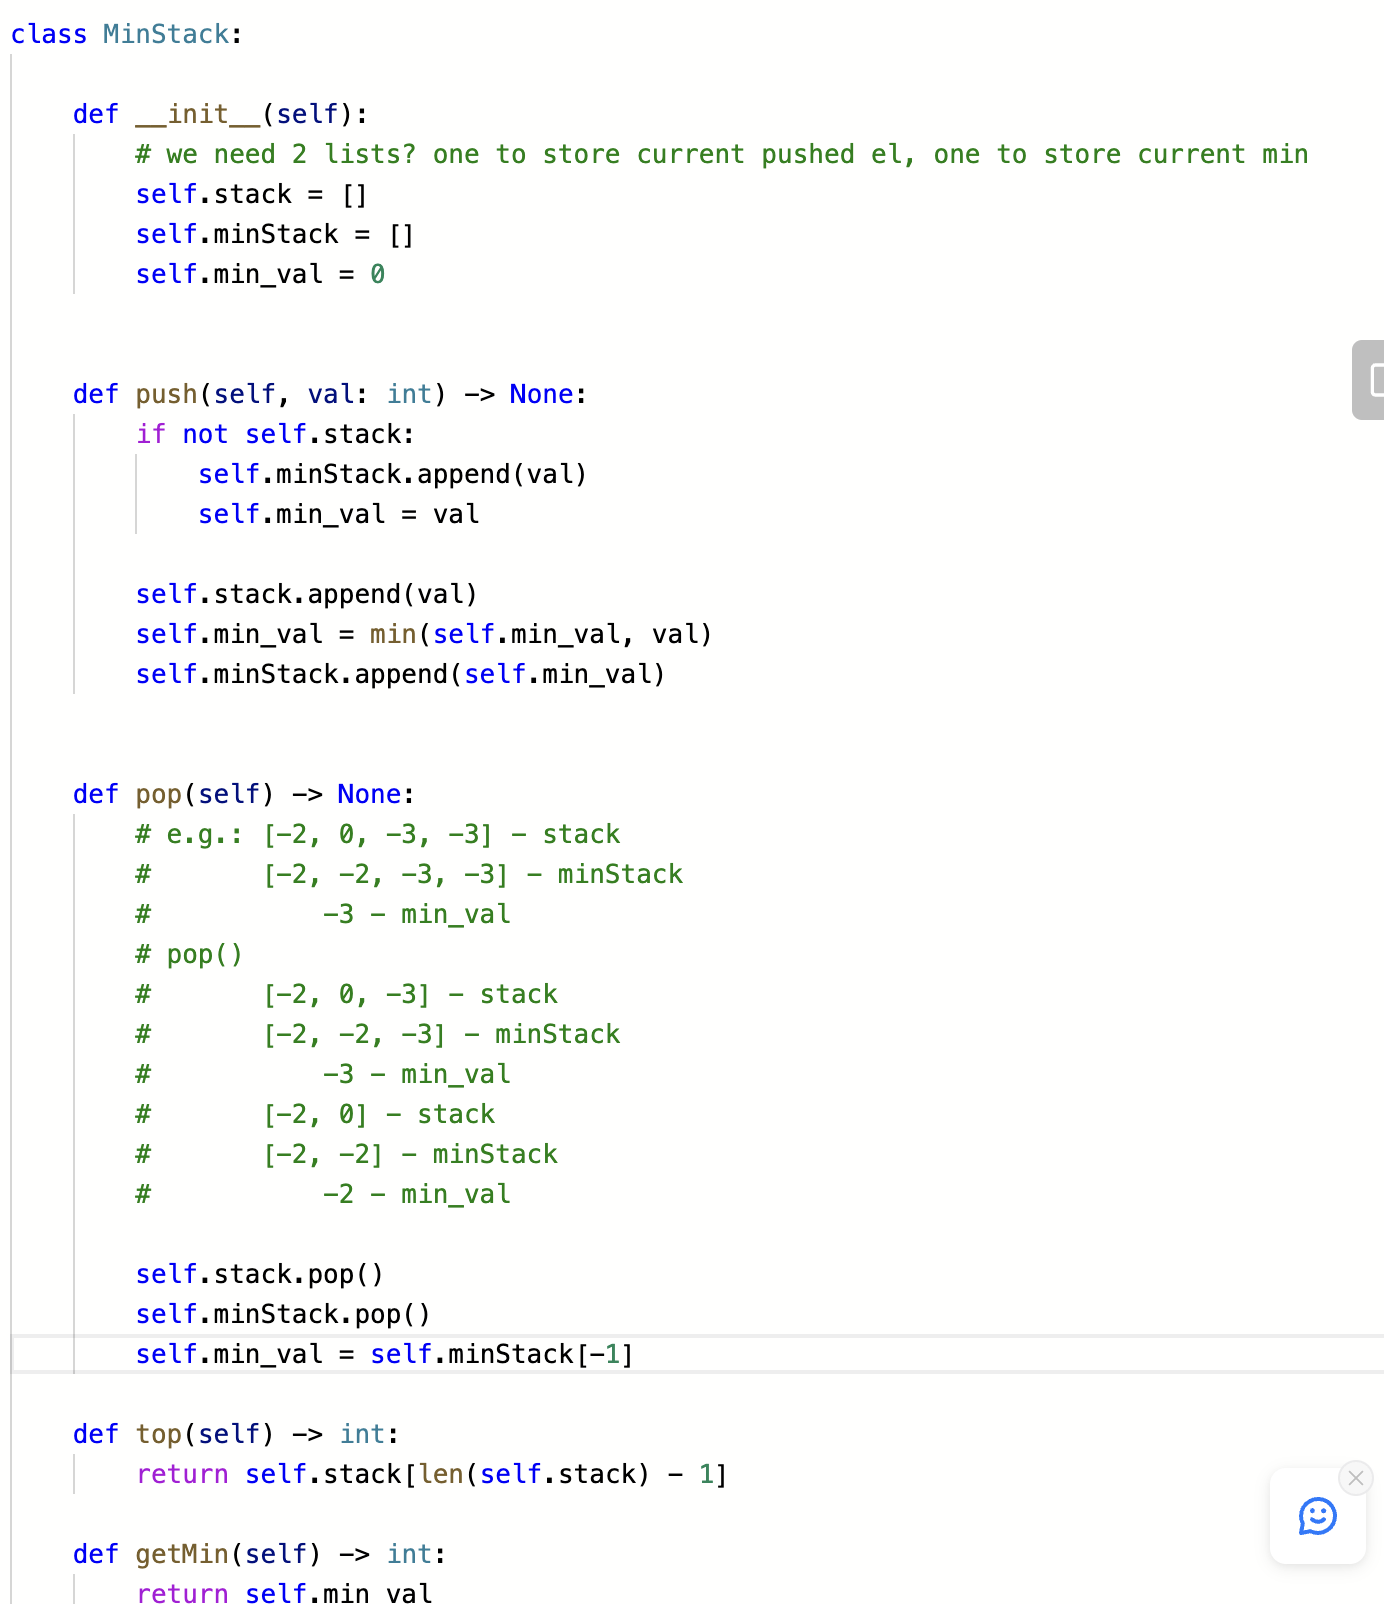 class MinStack:
def __init__(self):
# we need 2 lists? one to store current pushed el, one to store current min
self.stack = []
self.minStack = []
self.min_val = 0
def push(self, val: int) -> None:
if not self.stack:
self.minStack.append(val)
self.min_val = val
self.stack.append(val)
self.min_val = min(self.min_val, val)
self.minStack.append(self.min_val)
def pop(self) -> None:
# e.g.: [-2, 0, -3, -3] - stack
#       [-2, -2, -3, -3] - minStack
#           -3 - min_val
# pop()
#       [-2, 0, -3] - stack
#       [-2, -2, -3] - minStack
#           -3 - min_val
#       [-2, 0] - stack
#       [-2, -2] - minStack
#           -2 - min_val
self.stack.pop()
self.minStack.pop()
self.min_val = self.minStack[-1]
def top(self) -> int:
return self.stack[len(self.stack) - 1]
def getMin(self) -> int:
return self.min_val